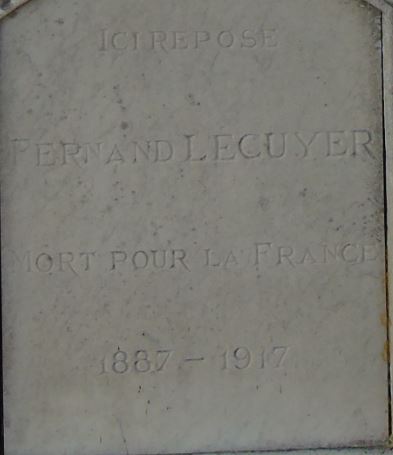 ICI REPOSE
FERNAND LECUYER
MORT POUR LA FRANCE
1887 - 1917